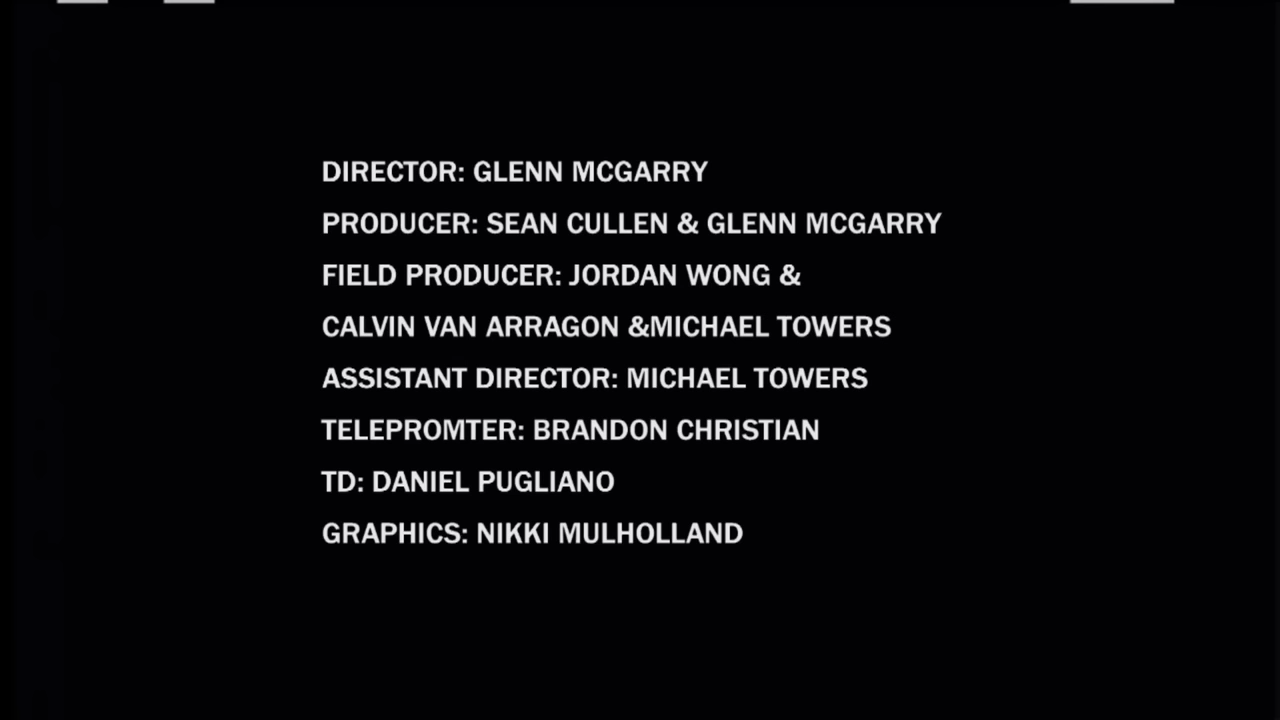 DIRECTOR: GLENN MCGARRY
PRODUCER: SEAN CULLEN & GLENN MCGARRY
FIELD PRODUCER: JORDAN WONG &
CALVIN VAN ARRAGON &MICHAEL TOWERS
ASSISTANT DIRECTOR: MICHAEL TOWERS
TELEPROMTER: BRANDON CHRISTIAN
TD: DANIEL PUGLIANO
GRAPHICS: NIKKI MULHOLLAND